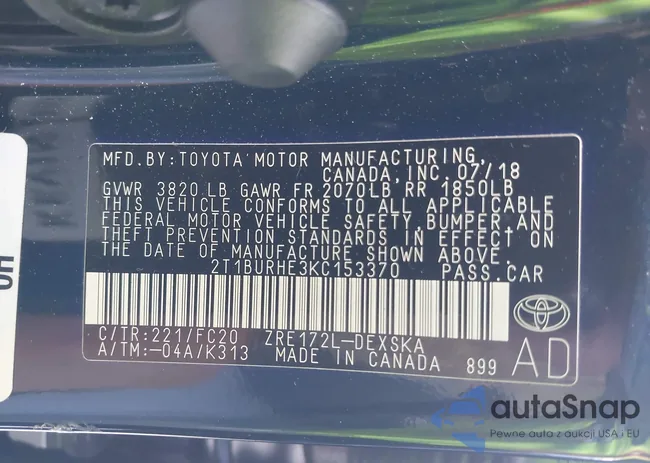 MFD. BY: TOYOTA MOTOR MANUFACTURING,
CANADA, INC. 07/18
GVWR 3820 LB GAWR FR 2070LB RR 1850LB
THIS VEHICLE CONFORMS TO ALL APPLICABLE
FEDERAL MOTOR VEHICLE SAFETY, BUMPER, AND
THEFT PREVENTION STANDARDS IN EFFECT ON
THE DATE OF MANUFACTURE SHOWN ABOVE.
2T1BURHE3KC153370 PASS.CAR
C/TR: 221/FC20 ZRE172L-DEXSKA
A/TM: -04A/K313 MADE IN CANADA 899 AD
autaSnap
Pewne auta z aukcji USA i EU